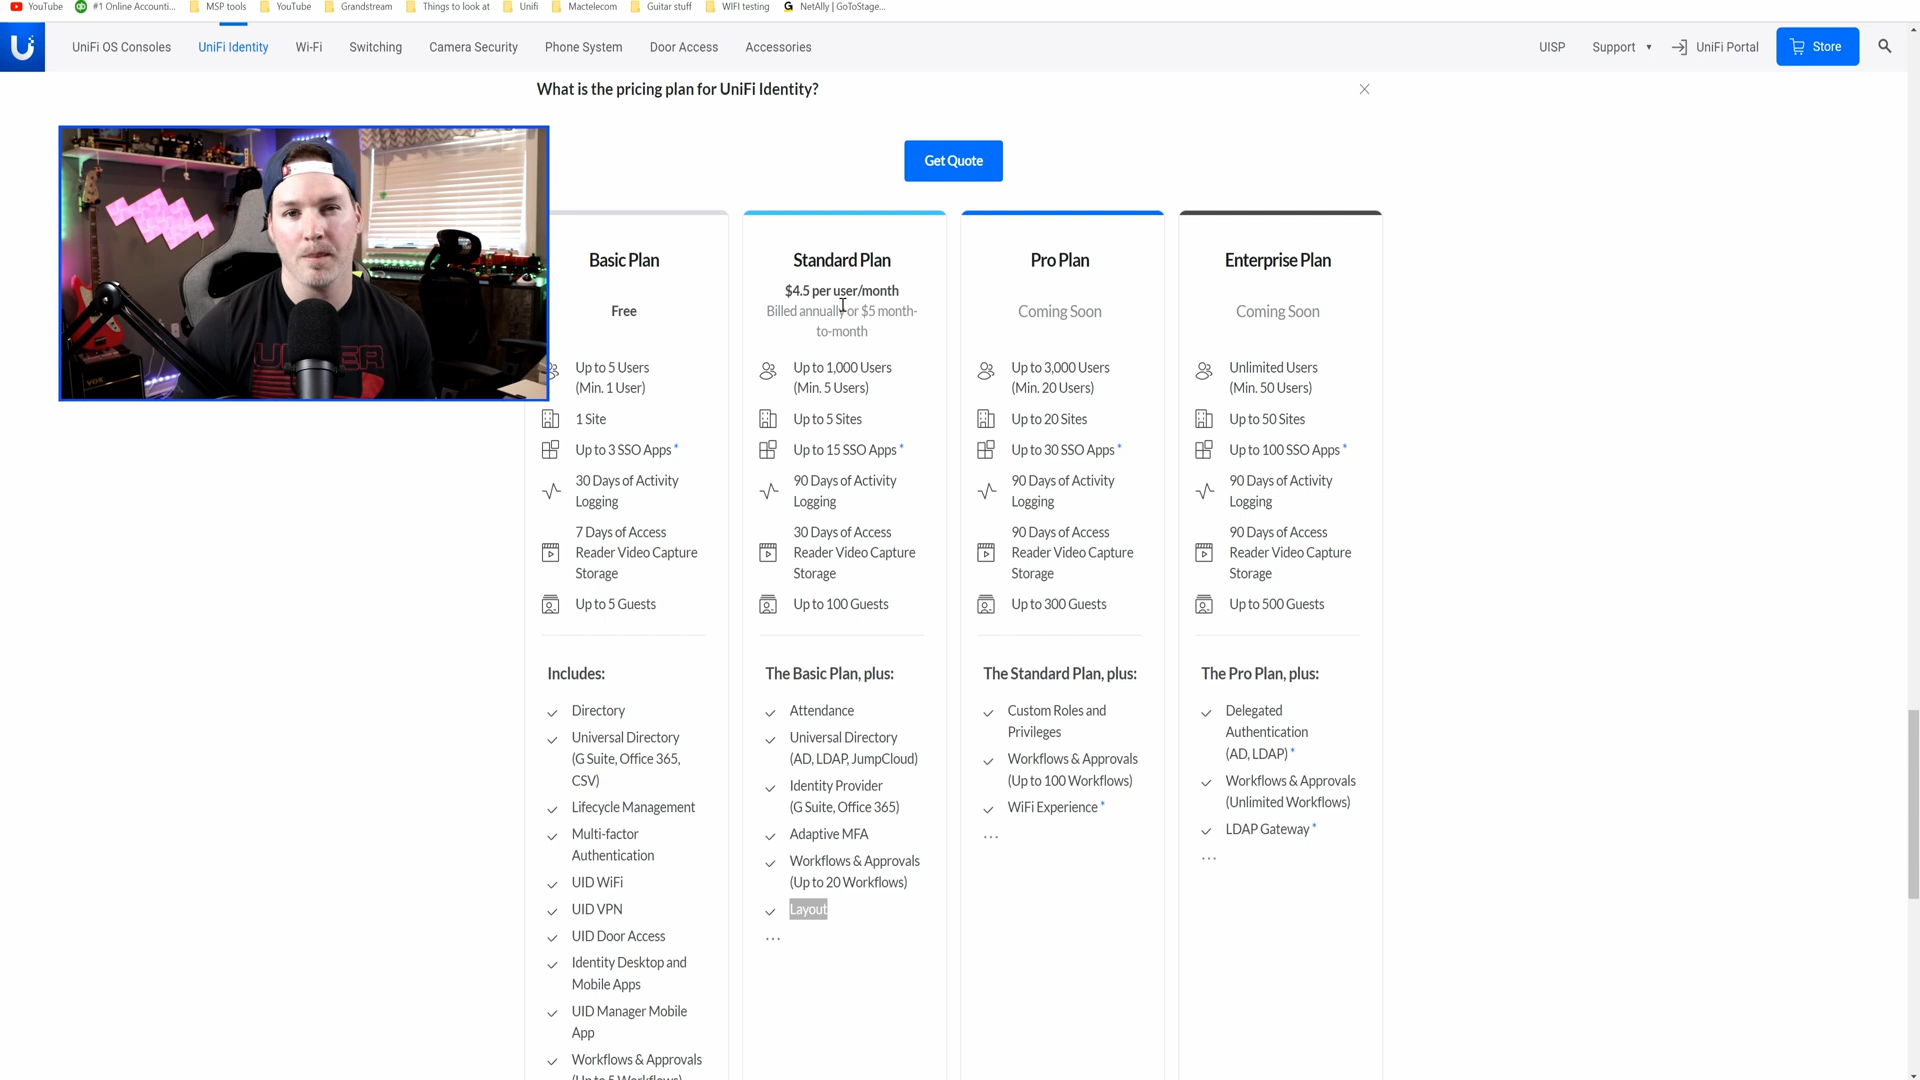 YouTube #1 Online Accounti... MSP tools YouTube Grandstream Things to look at Unifi Mactelecom Guitar stuff WIFI testing G NetAlly | GoToStage...
UniFi OS Consoles UniFi Identity Wi-Fi Switching Camera Security Phone System Door Access Accessories UISP Support UniFi Portal Store
What is the pricing plan for UniFi Identity?
Get Quote
Basic Plan
Free
Up to 5 Users
(Min. 1 User)
1 Site
Up to 3 SSO Apps *
30 Days of Activity
Logging
7 Days of Access
Reader Video Capture
Storage
Up to 5 Guests
Includes:
Directory
Universal Directory
(G Suite, Office 365,
CSV)
Lifecycle Management
Multi-factor
Authentication
UID WiFi
UID VPN
UID Door Access
Identity Desktop and
Mobile Apps
UID Manager Mobile
App
Workflows & Approvals
(Up to 5 Workflows)
Standard Plan
$4.5 per user/month
Billed annually or $5 month-
to-month
Up to 1,000 Users
(Min. 5 Users)
Up to 5 Sites
Up to 15 SSO Apps *
90 Days of Activity
Logging
30 Days of Access
Reader Video Capture
Storage
Up to 100 Guests
The Basic Plan, plus:
Attendance
Universal Directory
(AD, LDAP, JumpCloud)
Identity Provider
(G Suite, Office 365)
Adaptive MFA
Workflows & Approvals
(Up to 20 Workflows)
Layout
...
Pro Plan
Coming Soon
Up to 3,000 Users
(Min. 20 Users)
Up to 20 Sites
Up to 30 SSO Apps *
90 Days of Activity
Logging
90 Days of Access
Reader Video Capture
Storage
Up to 300 Guests
The Standard Plan, plus:
Custom Roles and
Privileges
Workflows & Approvals
(Up to 100 Workflows)
WiFi Experience *
...
Enterprise Plan
Coming Soon
Unlimited Users
(Min. 50 Users)
Up to 50 Sites
Up to 100 SSO Apps *
90 Days of Activity
Logging
90 Days of Access
Reader Video Capture
Storage
Up to 500 Guests
The Pro Plan, plus:
Delegated
Authentication
(AD, LDAP) *
Workflows & Approvals
(Unlimited Workflows)
LDAP Gateway *
...